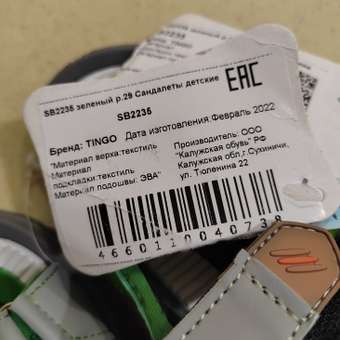 SB2235 зеленый р.29 Сандалеты детские
EAC
SB2235
Бренд: TINGO Дата изготовления Февраль 2022
"Материал верха:текстиль
Материал
подкладки:текстиль
Материал подошвы: ЭВА"
Производитель: ООО
"Калужская обувь" РФ
Калужская обл,г.Сухиничи,
ул. Тюленина 22
4660110040738